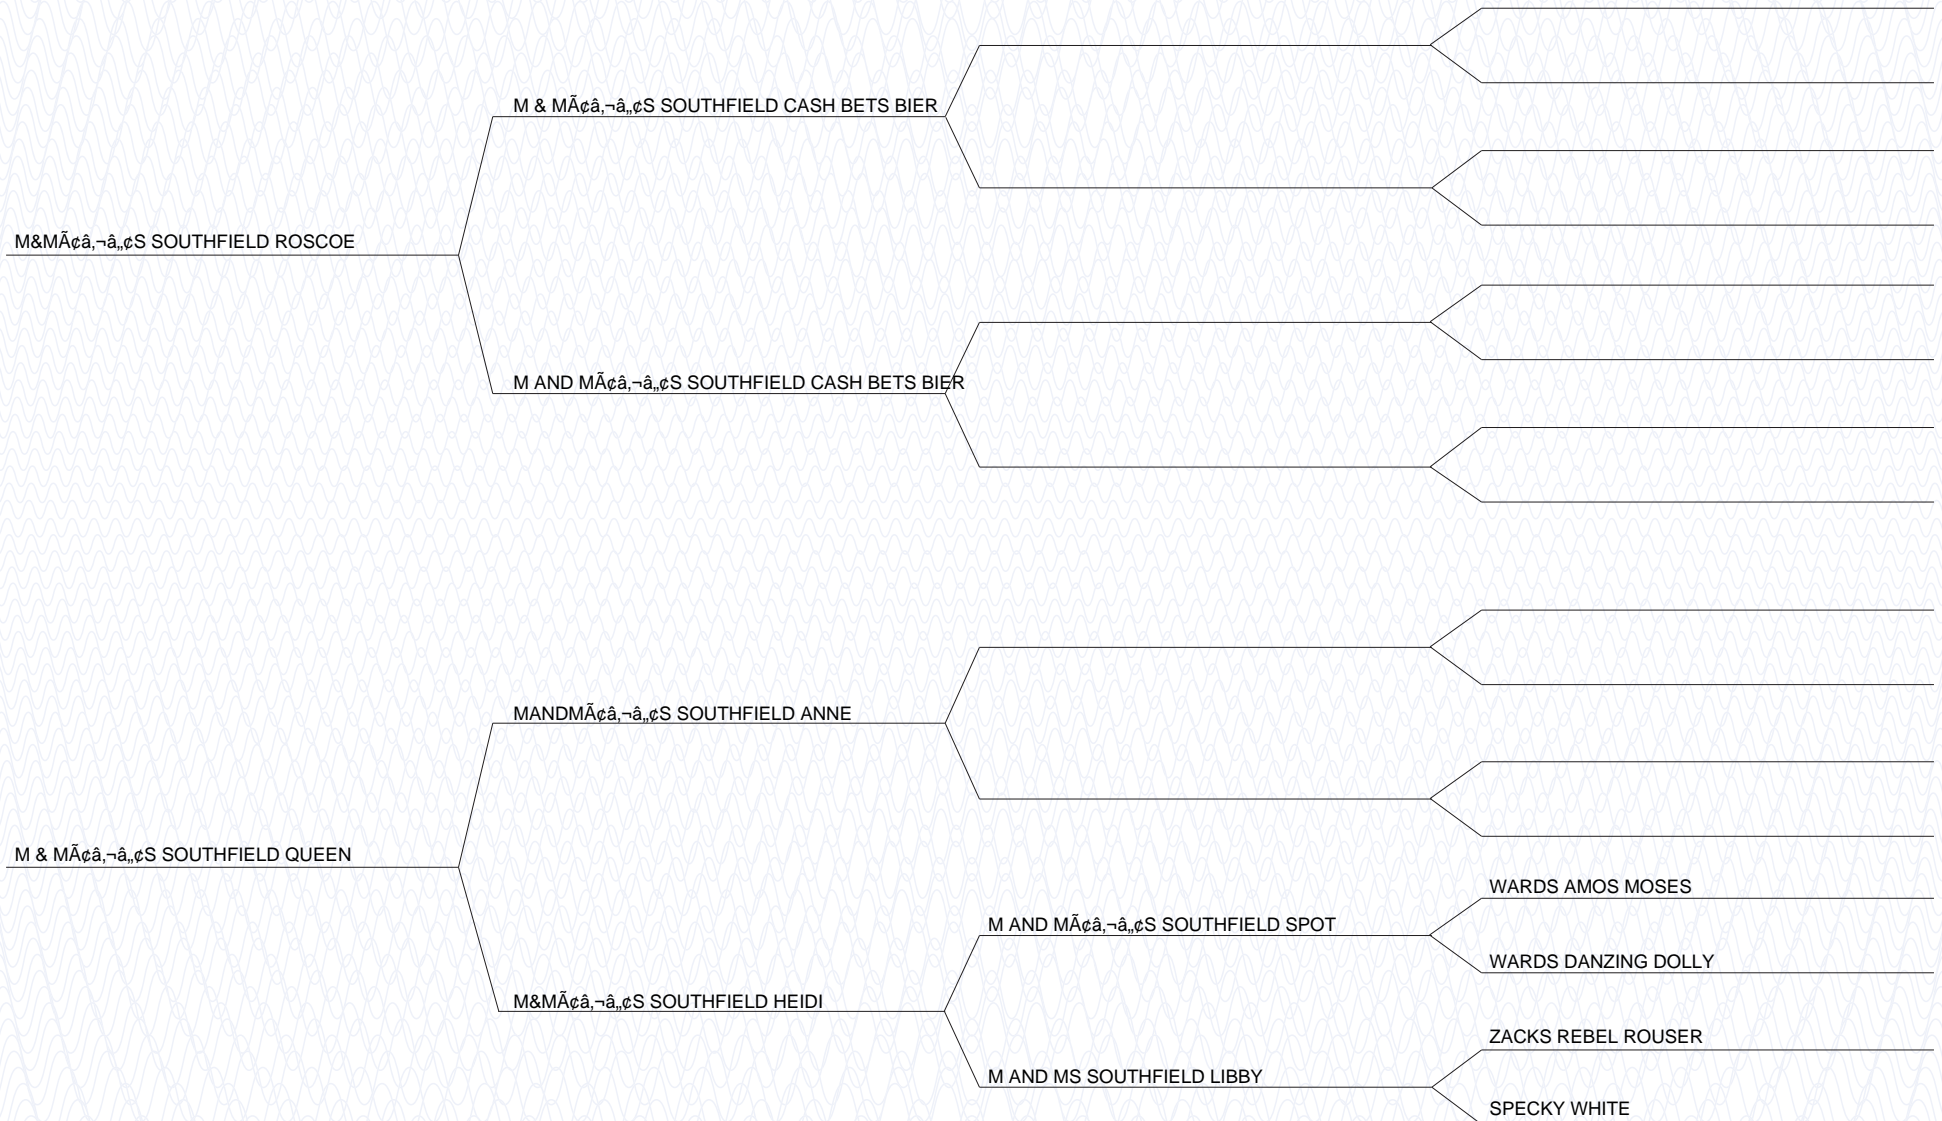 M & MÃ¢â‚¬â„¢S SOUTHFIELD CASH BETS BIER
M&MÃ¢â‚¬â„¢S SOUTHFIELD ROSCOE
M AND MÃ¢â‚¬â„¢S SOUTHFIELD CASH BETS BIER
MANDMÃ¢â‚¬â„¢S SOUTHFIELD ANNE
M & MÃ¢â‚¬â„¢S SOUTHFIELD QUEEN
WARDS AMOS MOSES
M AND MÃ¢â‚¬â„¢S SOUTHFIELD SPOT
WARDS DANZING DOLLY
M&MÃ¢â‚¬â„¢S SOUTHFIELD HEIDI
ZACKS REBEL ROUSER
M AND MS SOUTHFIELD LIBBY
SPECKY WHITE